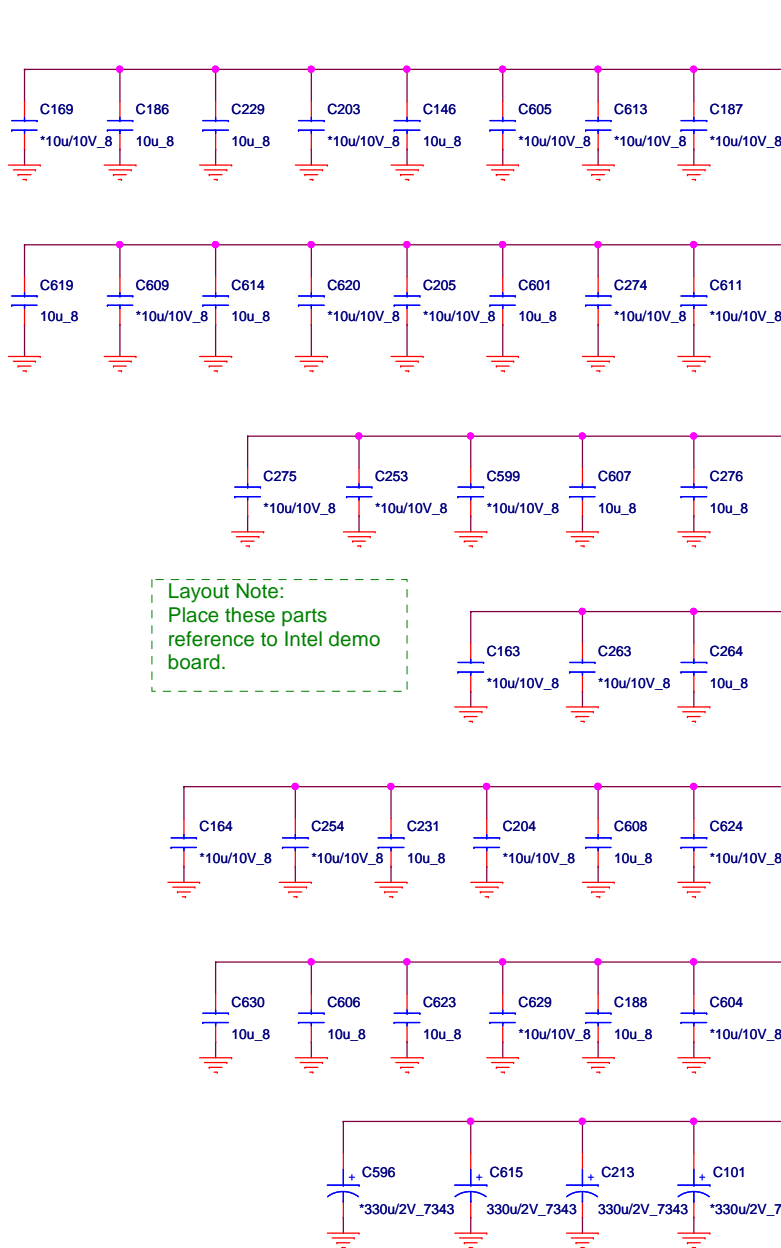 C169 C186 C229 C203 C146 C605 C613 C187
*10u/10V_8 10u_8 10u_8 *10u/10V_8 10u_8 *10u/10V_8 *10u/10V_8 *10u/10V_8
C619 C609 C614 C620 C205 C601 C274 C611
10u_8 *10u/10V_8 10u_8 *10u/10V_8 *10u/10V_8 10u_8 *10u/10V_8 *10u/10V_8
C275 C253 C599 C607 C276
*10u/10V_8 *10u/10V_8 *10u/10V_8 10u_8 10u_8
Layout Note:
Place these parts
reference to Intel demo
board.
C163 C263 C264
*10u/10V_8 *10u/10V_8 10u_8
C164 C254 C231 C204 C608 C624
*10u/10V_8 *10u/10V_8 10u_8 *10u/10V_8 10u_8 *10u/10V_8
C630 C606 C623 C629 C188 C604
10u_8 10u_8 10u_8 *10u/10V_8 10u_8 *10u/10V_8
+ C596 + C615 + C213 + C101
*330u/2V_7343 330u/2V_7343 330u/2V_7343 *330u/2V_7